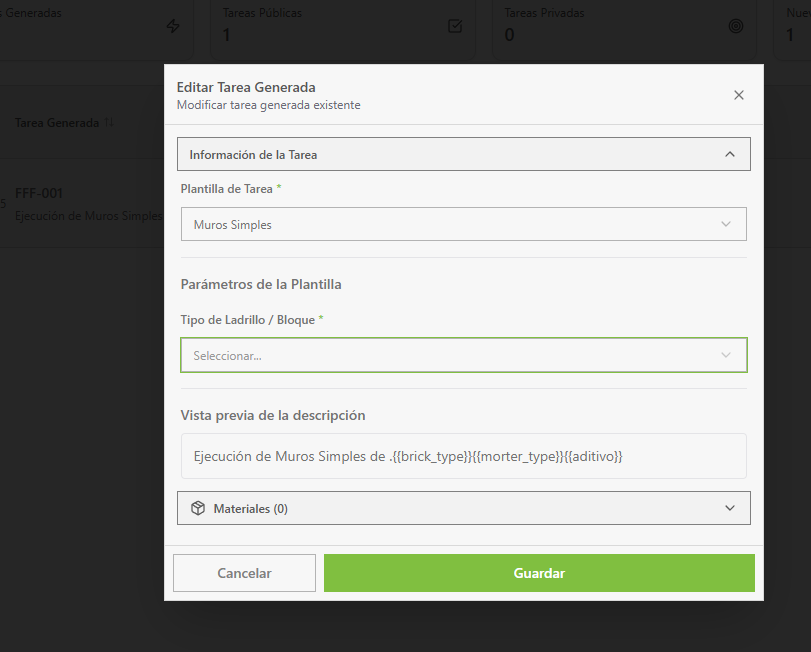 s Generadas
Tareas Públicas
Tareas Privadas
Nuev
1
0
1
Editar Tarea Generada
Modificar tarea generada existente
Tarea Generada
Información de la Tarea
Plantilla de Tarea *
FFF-001
5
Ejecución de Muros Simples
Muros Simples
Parámetros de la Plantilla
Tipo de Ladrillo / Bloque *
Seleccionar...
Vista previa de la descripción
Ejecución de Muros Simples de .{{brick_type}}{{morter_type}}{{aditivo}}
Materiales (0)
Cancelar
Guardar